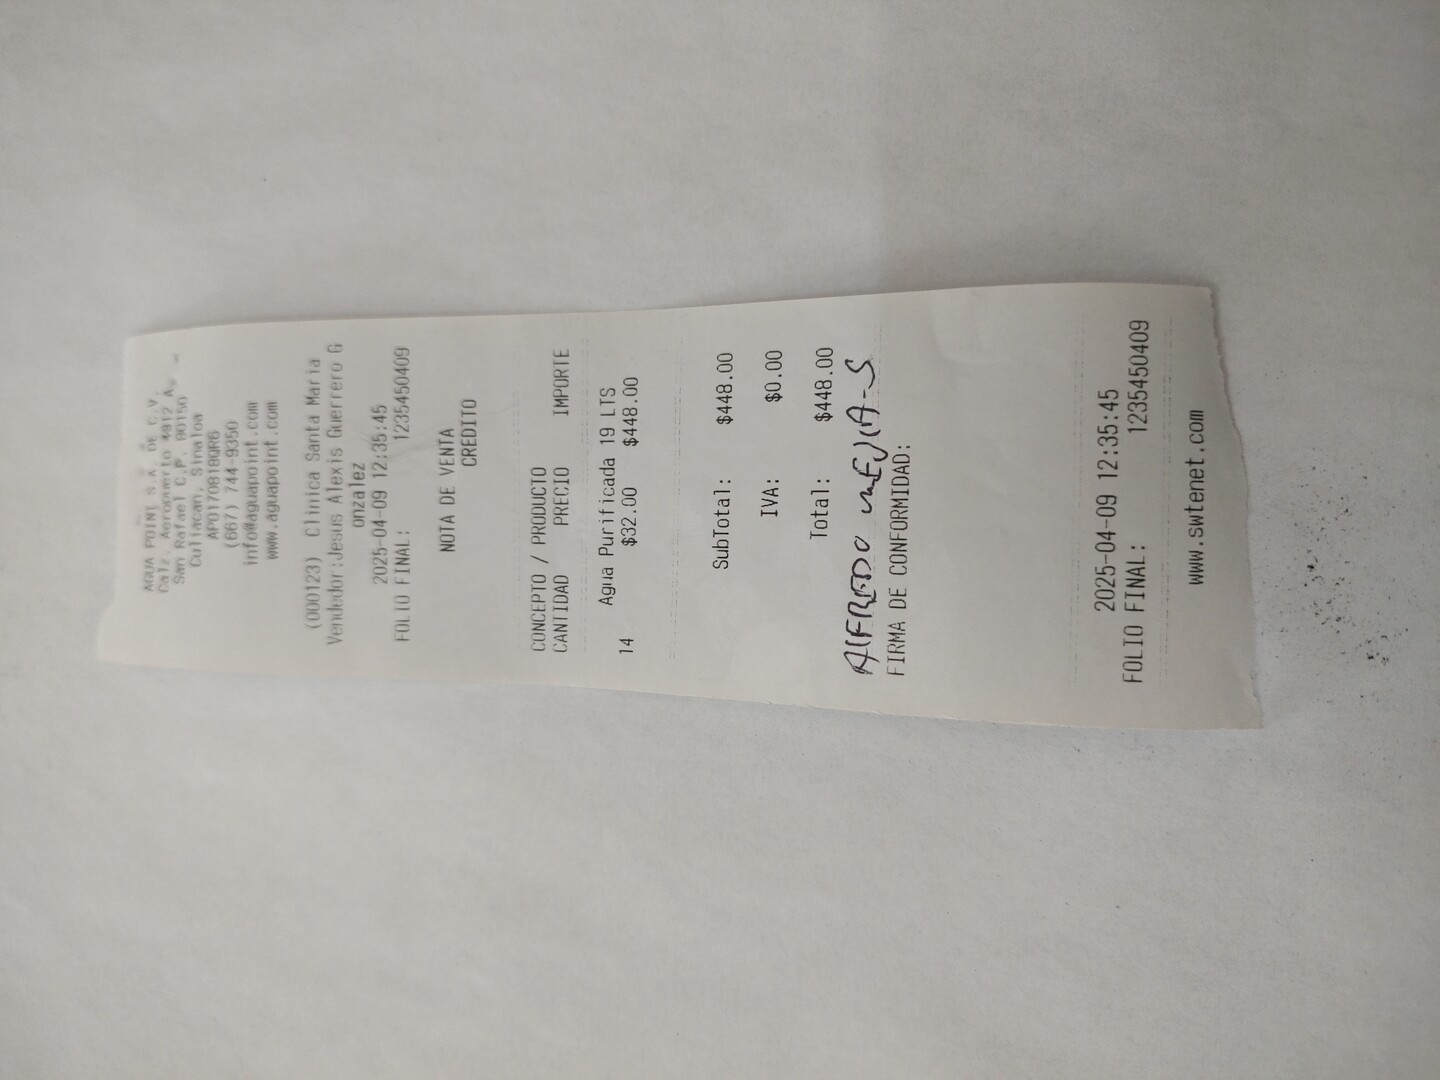 AGUA POINT S.A. DE C.V.
Calz. Aeropuerto 4912 A,
San Rafael C.P. 80150
Culiacan, Sinaloa
(667) 744-9350
info@aguapoint.com
www.aguapoint.com
(000123) Clinica Santa Maria
Vendedor:Jesus Alexis Guerrero G
onzalez
2025-04-09 12:35:45
FOLIO FINAL: 1235450409
NOTA DE VENTA
CREDITO
CONCEPTO / PRODUCTO
CANTIDAD PRECIO IMPORTE
Agua Purificada 19 LTS
14 $32.00 $448.00
SubTotal: $448.00
IVA: $0.00
Total: $448.00
AlFREDO MEJIA-S
FIRMA DE CONFORMIDAD:
2025-04-09 12:35:45
FOLIO FINAL: 1235450409
www.swtenet.com